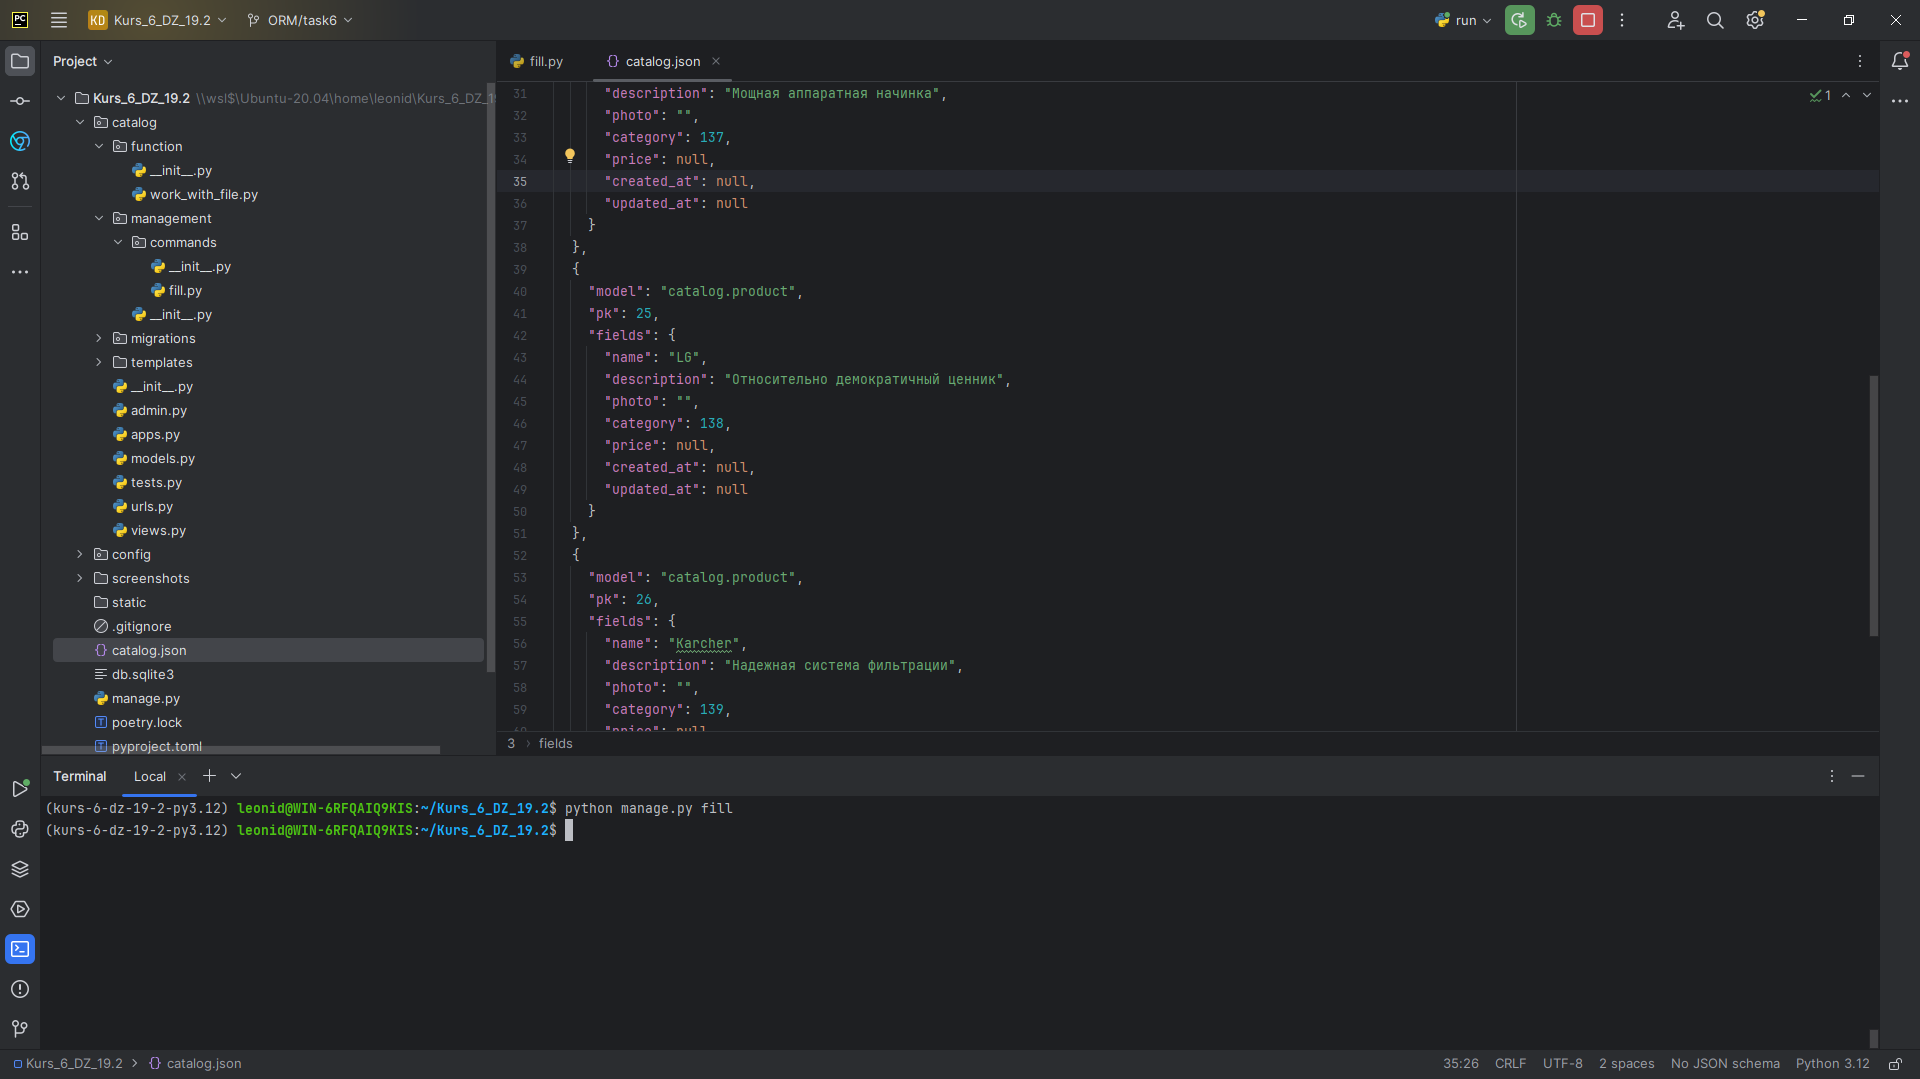 PC
KD Kurs_6_DZ_19.2
ORM/task6
run
Project
Kurs_6_DZ_19.2 \\wsl$\Ubuntu-20.04\home\leonid\Kurs_6_DZ_1
catalog
function
__init__.py
work_with_file.py
management
commands
__init__.py
fill.py
__init__.py
migrations
templates
__init__.py
admin.py
apps.py
models.py
tests.py
urls.py
views.py
config
screenshots
static
.gitignore
catalog.json
db.sqlite3
manage.py
poetry.lock
pyproject.toml
fill.py
catalog.json
1
31 "description": "Мощная аппаратная начинка",
32 "photo": "",
33 "category": 137,
34 "price": null,
35 "created_at": null,
36 "updated_at": null
37 }
38 },
39 {
40 "model": "catalog.product",
41 "pk": 25,
42 "fields": {
43 "name": "LG",
44 "description": "Относительно демократичный ценник",
45 "photo": "",
46 "category": 138,
47 "price": null,
48 "created_at": null,
49 "updated_at": null
50 }
51 },
52 {
53 "model": "catalog.product",
54 "pk": 26,
55 "fields": {
56 "name": "Karcher",
57 "description": "Надежная система фильтрации",
58 "photo": "",
59 "category": 139,
60 "price": null
3 › fields
Terminal
Local
(kurs-6-dz-19-2-py3.12) leonid@WIN-6RFQAIQ9KIS:~/Kurs_6_DZ_19.2$ python manage.py fill
(kurs-6-dz-19-2-py3.12) leonid@WIN-6RFQAIQ9KIS:~/Kurs_6_DZ_19.2$
Kurs_6_DZ_19.2 › catalog.json
35:26
CRLF
UTF-8
2 spaces
No JSON schema
Python 3.12